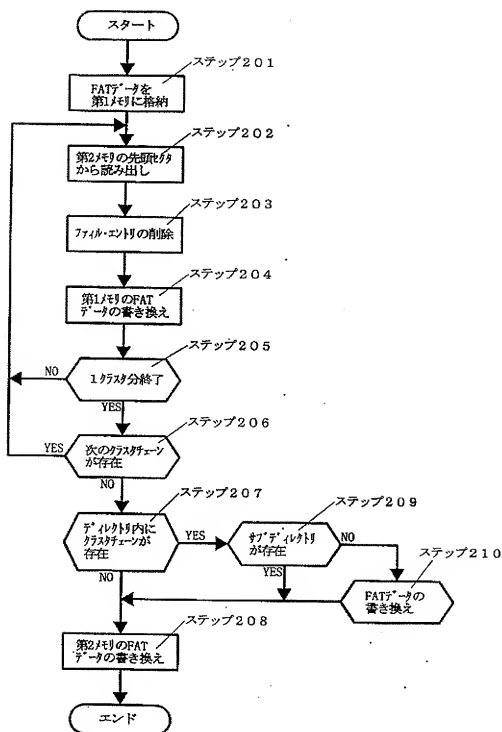 スタート
ステップ201
FATデータを
第1メモリに格納
ステップ202
第2メモリの先頭セクタ
から読み出し
ステップ203
ファイル・エントリの削除
ステップ204
第1メモリのFAT
データの書き換え
ステップ205
NO
1クラスタ分終了
YES
ステップ206
YES
次のクラスタチェーン
が存在
NO
ステップ207
ステップ209
ディレクトリ内に
クラスタチェーンが
存在
YES
サブディレクトリ
が存在
NO
ステップ210
NO
YES
FATデータの
書き換え
ステップ208
第2メモリのFAT
データの書き換え
エンド